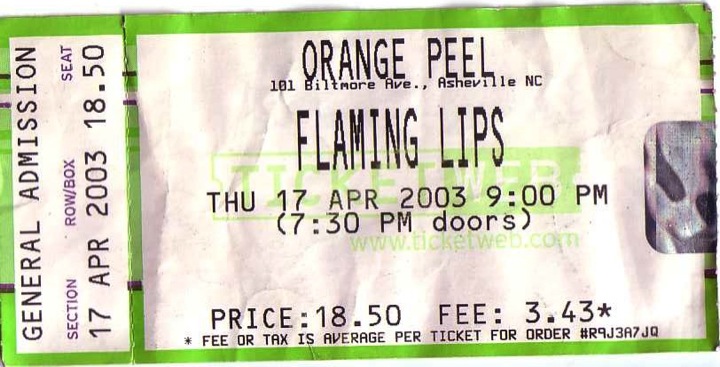 GENERAL ADMISSION
SECTION ROW/BOX SEAT
17 APR 2003 18.50
ORANGE PEEL
101 Biltmore Ave., Asheville NC
FLAMING LIPS
TICKETWEB
THU 17 APR 2003 9:00 PM
(7:30 PM doors)
www.ticketweb.com
PRICE:18.50 FEE: 3.43*
* FEE OR TAX IS AVERAGE PER TICKET FOR ORDER #R9J3A7JQ